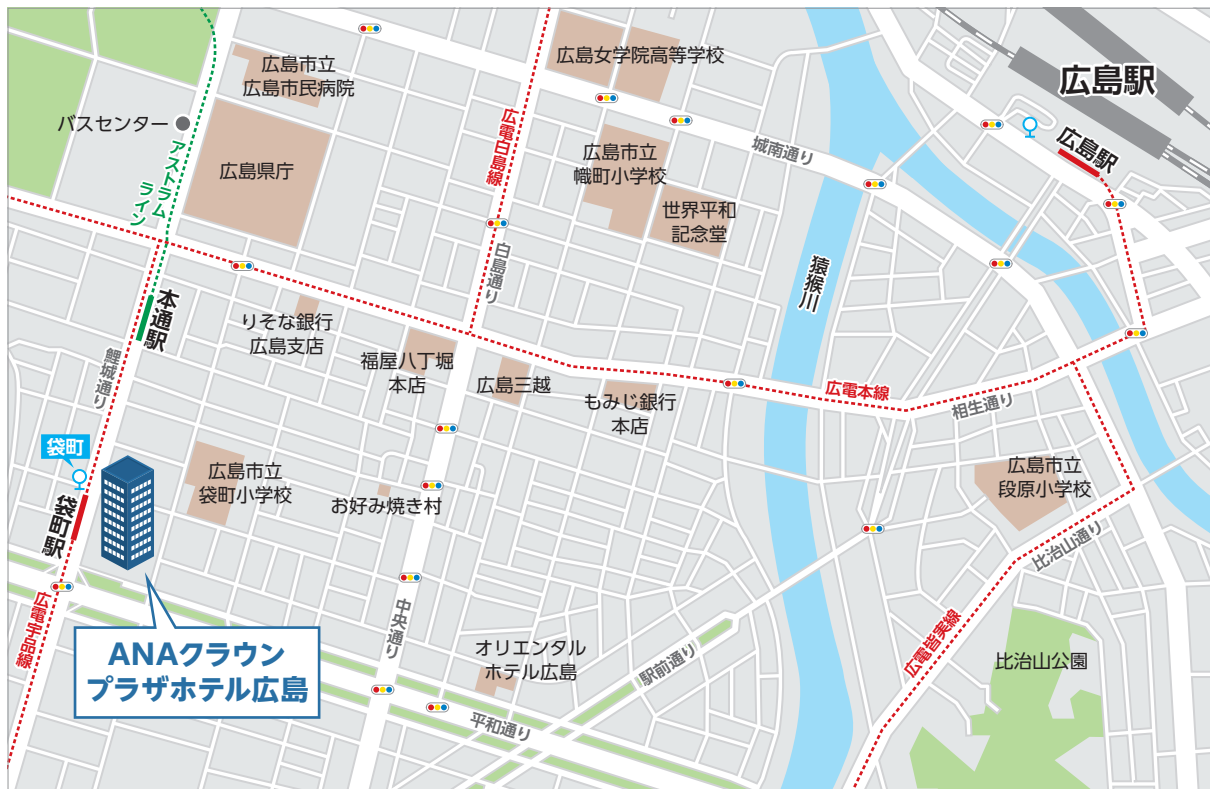 広島市立
広島市民病院
広島女学院高等学校
広島駅
バスセンター
アストラム
ライン
広島県庁
広電白島線
広島市立
幟町小学校
城南通り
広島駅
世界平和
記念堂
白島通り
猿猴川
本通駅
りそな銀行
広島支店
福屋八丁堀
本店
広島三越
もみじ銀行
本店
広電本線
相生通り
鯉城通り
袋町
広島市立
袋町小学校
お好み焼き村
広島市立
段原小学校
袋町駅
比治山通り
広電宇品線
中央通り
ANAクラウン
プラザホテル広島
オリエンタル
ホテル広島
駅前通り
広電皆実線
比治山公園
平和通り